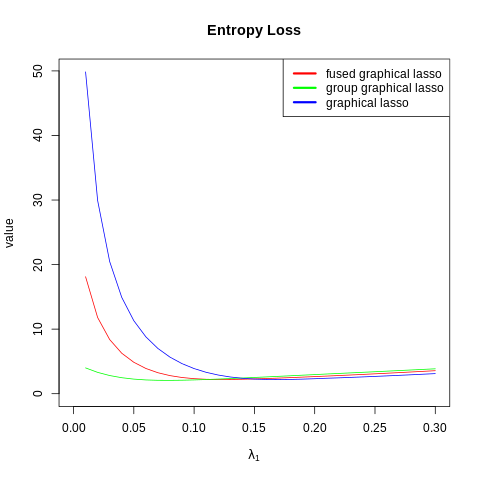 Entropy Loss
fused graphical lasso
group graphical lasso
graphical lasso
value
50
40
30
20
10
0
0.00 0.05 0.10 0.15 0.20 0.25 0.30
λ1